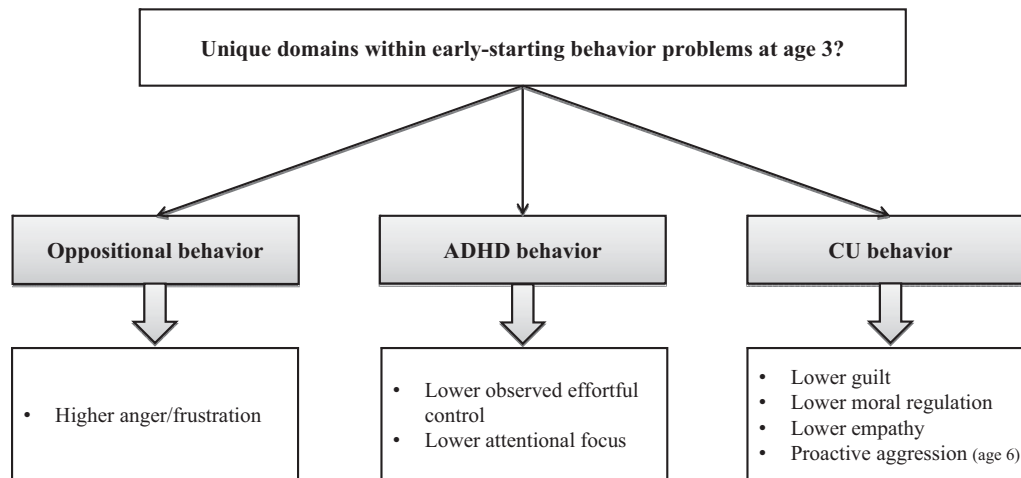 Unique domains within early-starting behavior problems at age 3?
Oppositional behavior
ADHD behavior
CU behavior
• Higher anger/frustration
• Lower observed effortful
control
• Lower attentional focus
• Lower guilt
• Lower moral regulation
• Lower empathy
• Proactive aggression (age 6)